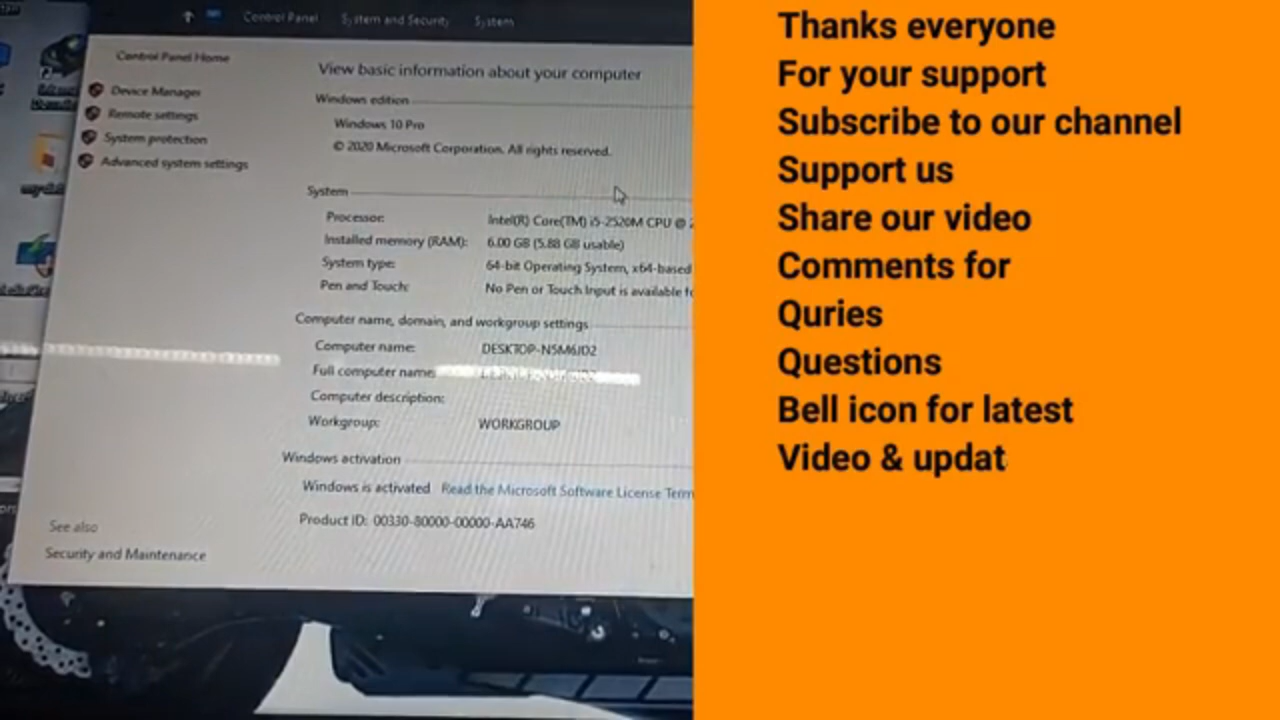 Control Panel System and Security System
Control Panel Home
Device Manager
Remote settings
System protection
Advanced system settings
View basic information about your computer
Windows edition
Windows 10 Pro
© 2020 Microsoft Corporation. All rights reserved.
System
Processor: Intel(R) Core(TM) i5-2520M CPU @
Installed memory (RAM): 6.00 GB (5.88 GB usable)
System type: 64-bit Operating System, x64-based
Pen and Touch: No Pen or Touch Input is available
Computer name, domain, and workgroup settings
Computer name: DESKTOP-N5M6JD2
Full computer name:
Computer description:
Workgroup: WORKGROUP
Windows activation
Windows is activated Read the Microsoft Software License Term
Product ID: 00330-80000-00000-AA746
See also
Security and Maintenance
Thanks everyone
For your support
Subscribe to our channel
Support us
Share our video
Comments for
Quries
Questions
Bell icon for latest
Video & updat